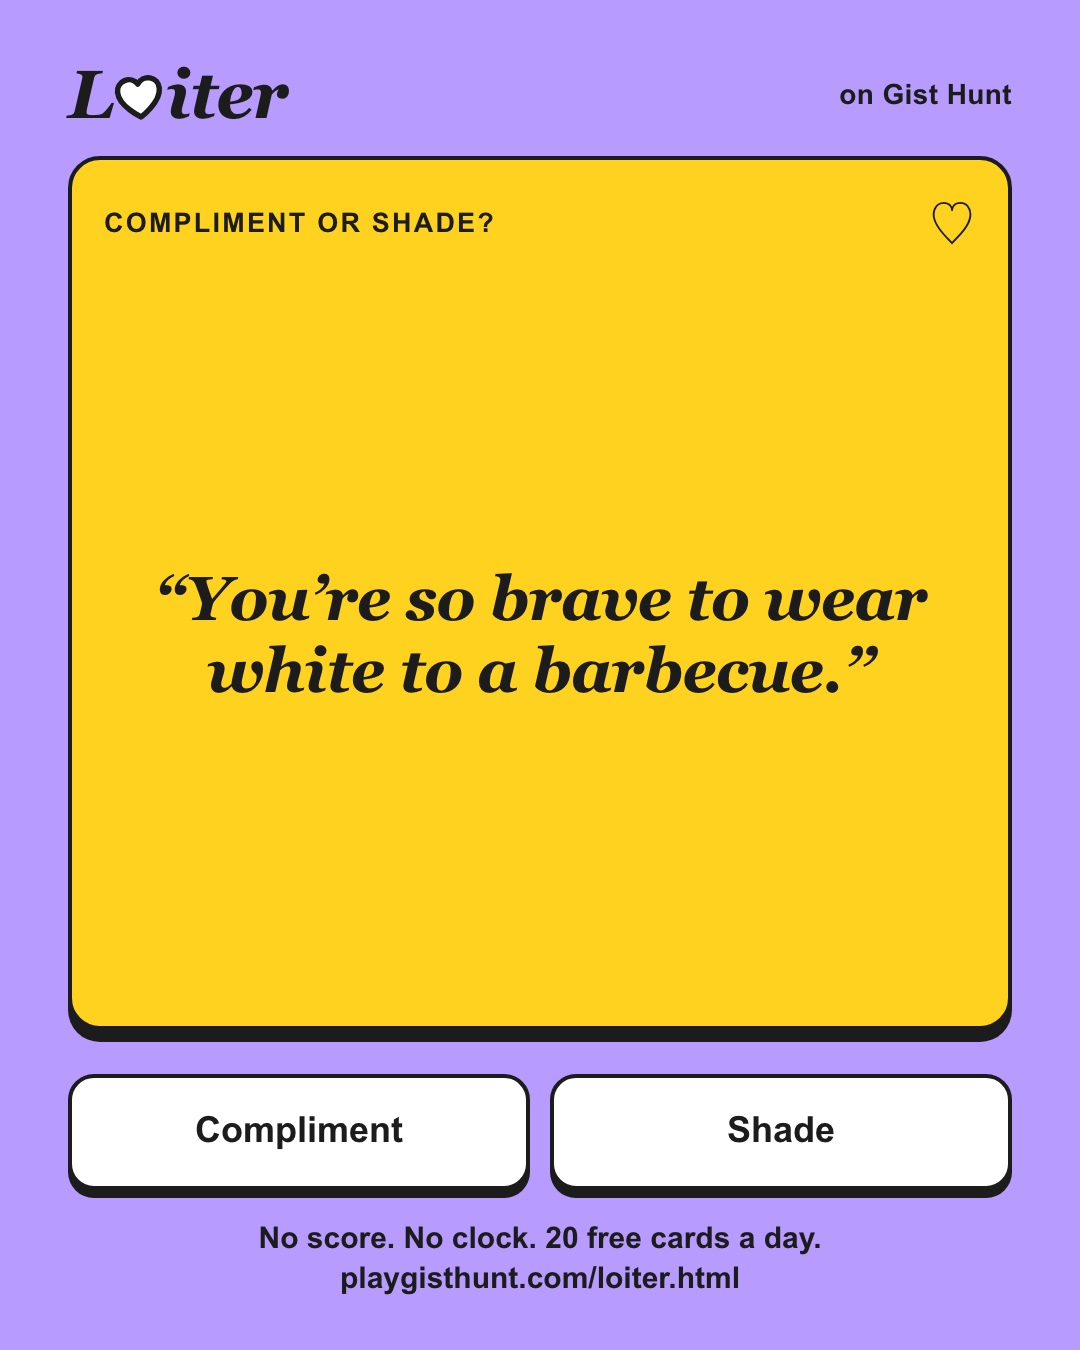 Loiter
on Gist Hunt
COMPLIMENT OR SHADE?
“You’re so brave to wear
white to a barbecue.”
Compliment
Shade
No score. No clock. 20 free cards a day.
playgisthunt.com/loiter.html